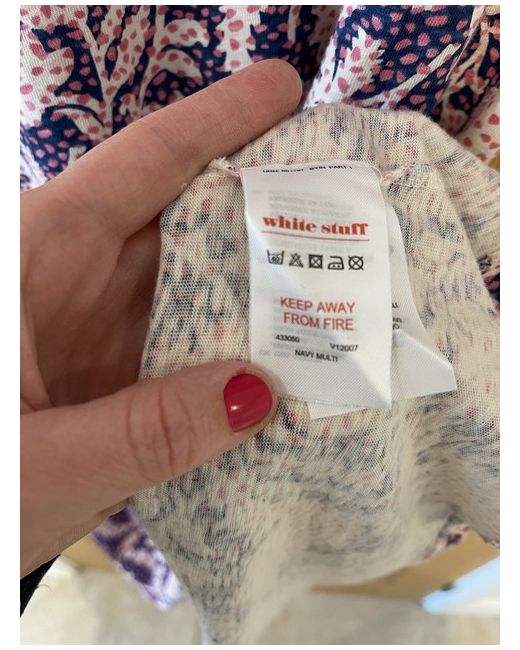 white stuff
KEEP AWAY
FROM FIRE
433050 V12007
NAVY MULTI